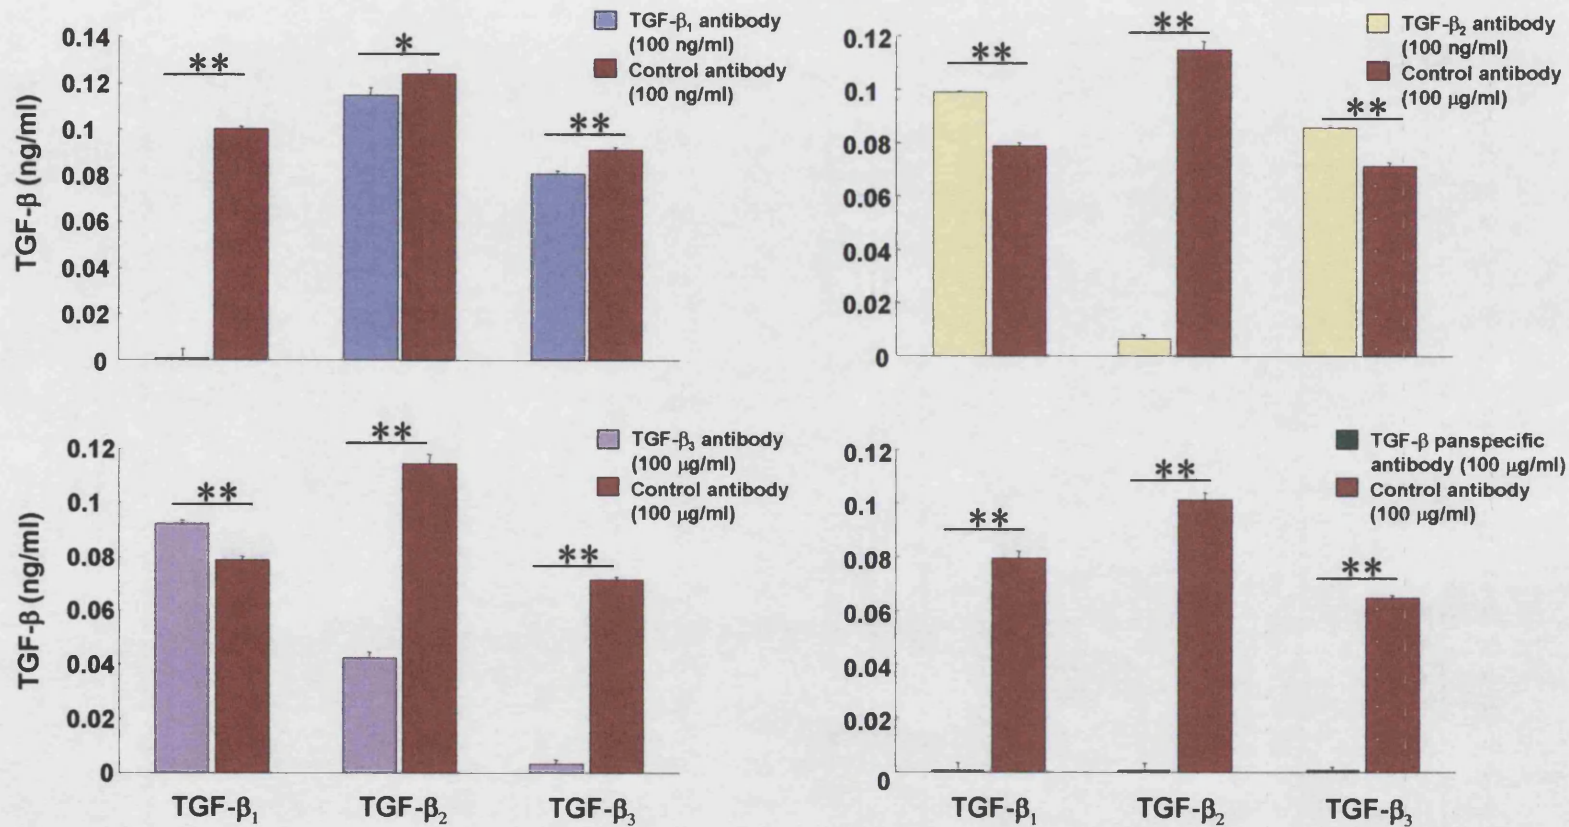 TGF-β₁ antibody
(100 ng/ml)
Control antibody
(100 ng/ml)
**
*
**
TGF-β (ng/ml)
0.14
0.12
0.1
0.08
0.06
0.04
0.02
0
TGF-β₂ antibody
(100 ng/ml)
Control antibody
(100 µg/ml)
**
**
**
0.12
0.1
0.08
0.06
0.04
0.02
0
TGF-β₃ antibody
(100 µg/ml)
Control antibody
(100 µg/ml)
**
**
**
TGF-β (ng/ml)
0.12
0.1
0.08
0.06
0.04
0.02
0
TGF-β₁ TGF-β₂ TGF-β₃
TGF-β panspecific
antibody (100 µg/ml)
Control antibody
(100 µg/ml)
**
**
**
0.12
0.1
0.08
0.06
0.04
0.02
0
TGF-β₁ TGF-β₂ TGF-β₃